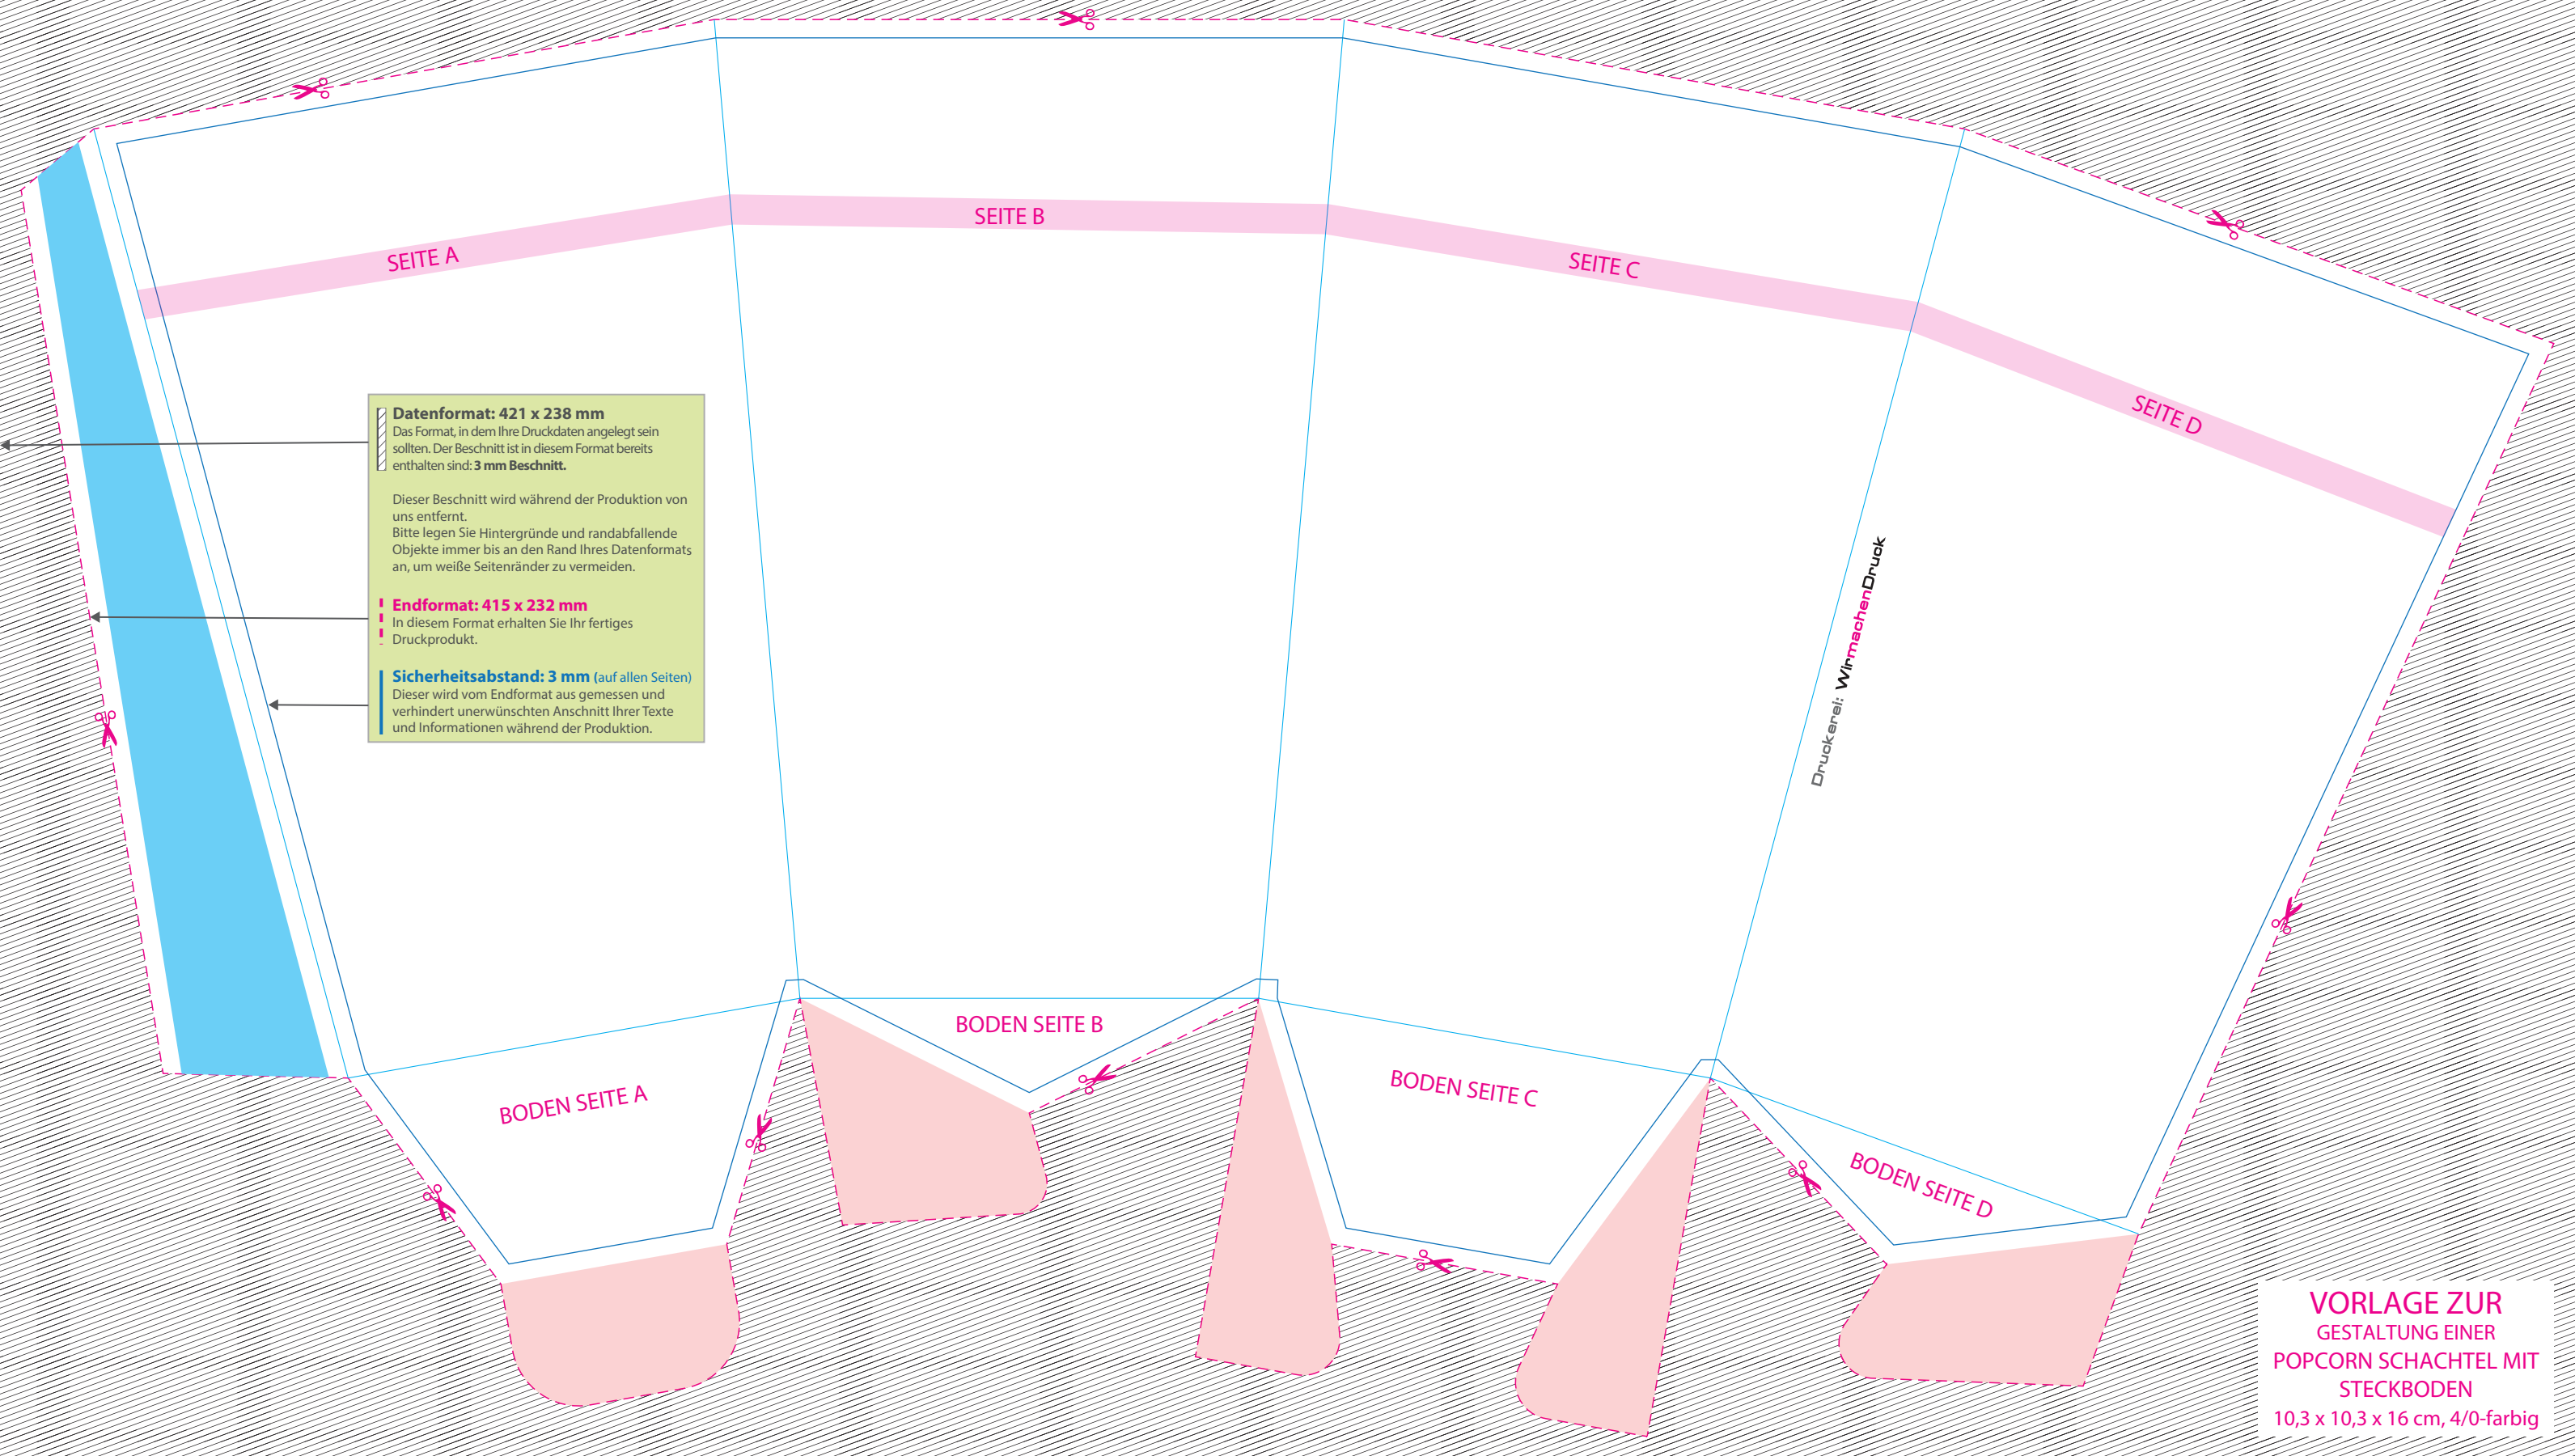 SEITE A
SEITE B
SEITE C
SEITE D
Datenformat: 421 x 238 mm
Das Format, in dem Ihre Druckdaten angelegt sein
sollten. Der Beschnitt ist in diesem Format bereits
enthalten sind: 3 mm Beschnitt.
Dieser Beschnitt wird während der Produktion von
uns entfernt.
Bitte legen Sie Hintergründe und randabfallende
Objekte immer bis an den Rand Ihres Datenformats
an, um weiße Seitenränder zu vermeiden.
Endformat: 415 x 232 mm
In diesem Format erhalten Sie Ihr fertiges
Druckprodukt.
Sicherheitsabstand: 3 mm (auf allen Seiten)
Dieser wird vom Endformat aus gemessen und
verhindert unerwünschten Anschnitt Ihrer Texte
und Informationen während der Produktion.
Druckerei: WirmachenDruck
BODEN SEITE A
BODEN SEITE B
BODEN SEITE C
BODEN SEITE D
VORLAGE ZUR
GESTALTUNG EINER
POPCORN SCHACHTEL MIT
STECKBODEN
10,3 x 10,3 x 16 cm, 4/0-farbig